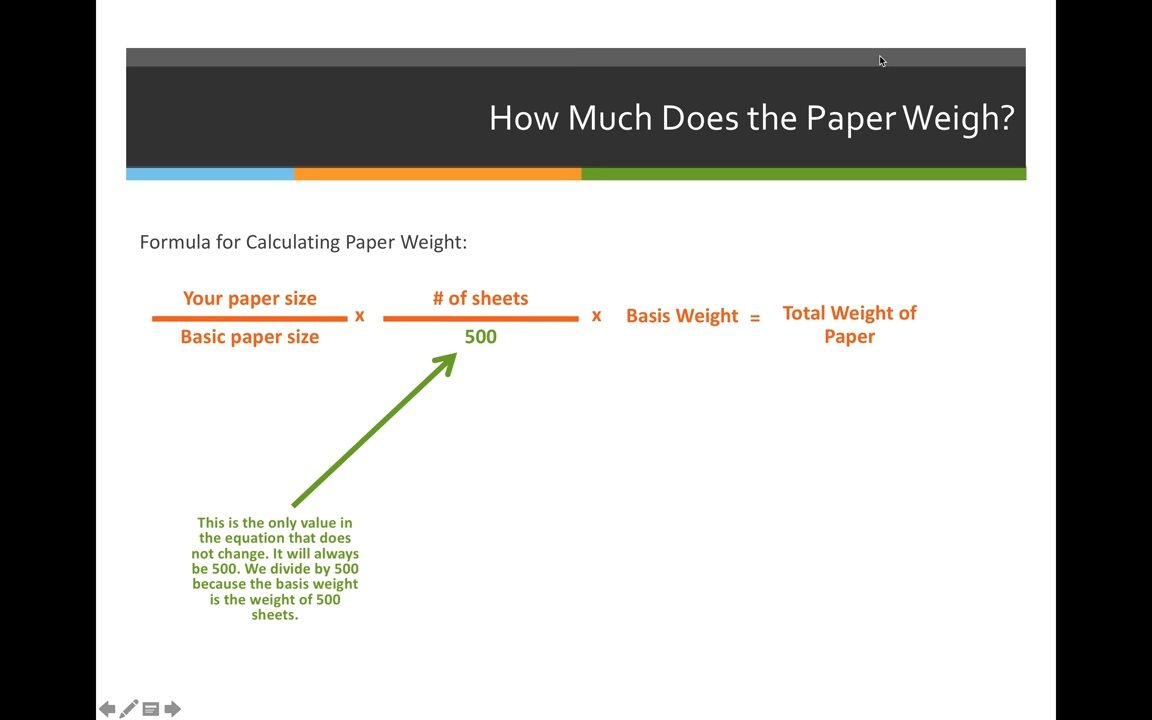 How Much Does the Paper Weigh?
Formula for Calculating Paper Weight:
Your paper size
Basic paper size
x
# of sheets
500
x
Basis Weight
=
Total Weight of
Paper
This is the only value in
the equation that does
not change. It will always
be 500. We divide by 500
because the basis weight
is the weight of 500
sheets.